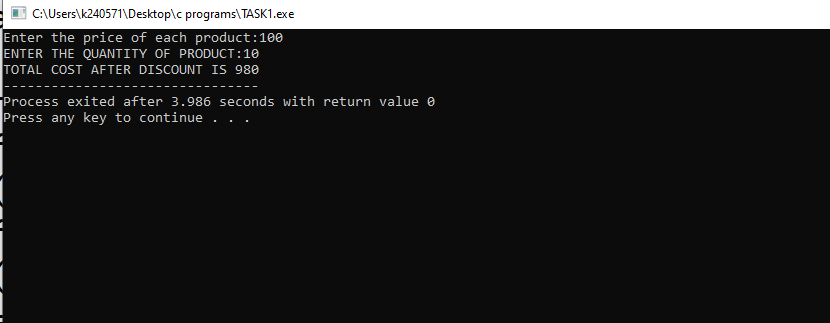 C:\Users\k240571\Desktop\c programs\TASK1.exe
Enter the price of each product:100
ENTER THE QUANTITY OF PRODUCT:10
TOTAL COST AFTER DISCOUNT IS 980
--------------------------------
Process exited after 3.986 seconds with return value 0
Press any key to continue . . .